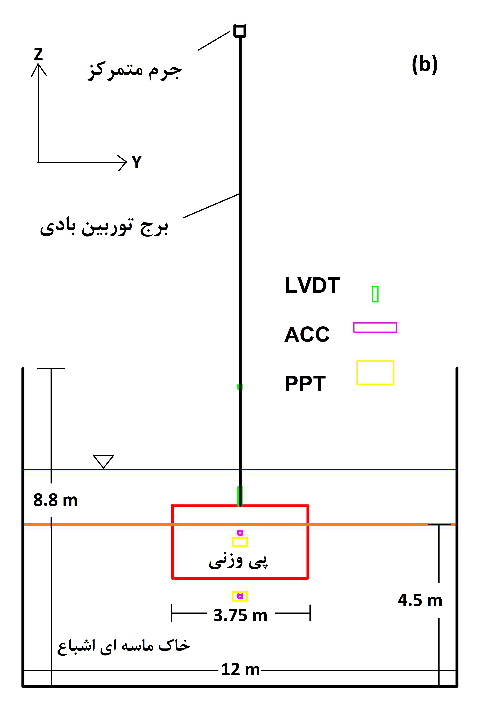 جرم متمرکز
(b)
Z
Y
برج توربین بادی
LVDT
ACC
PPT
8.8 m
پی وزنی
4.5 m
3.75 m
خاک ماسه ای اشباع
12 m